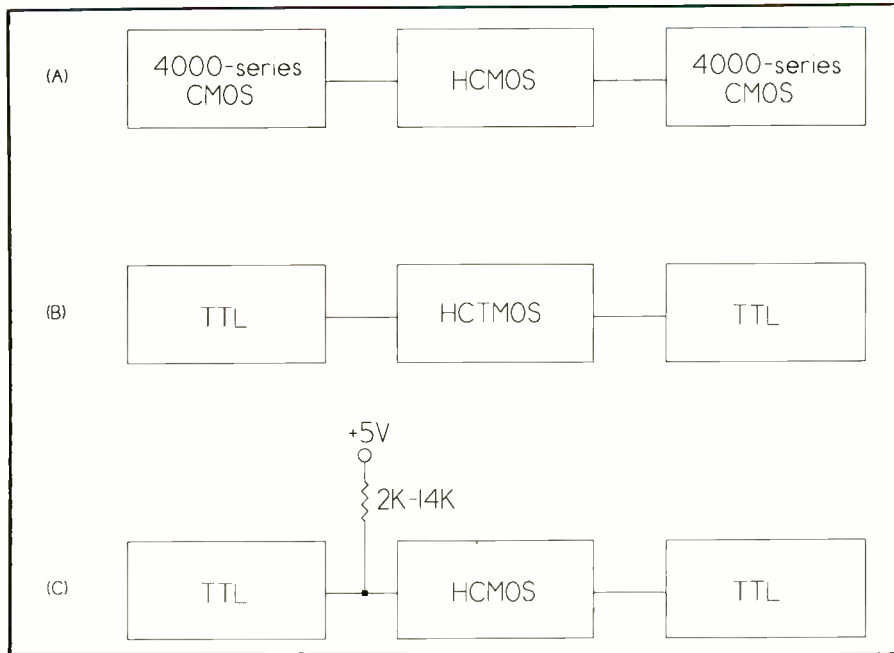 (A)
4000-series
CMOS
HCMOS
4000-series
CMOS
(B)
TTL
HCTMOS
TTL
+5V
2K-14K
(C)
TTL
HCMOS
TTL